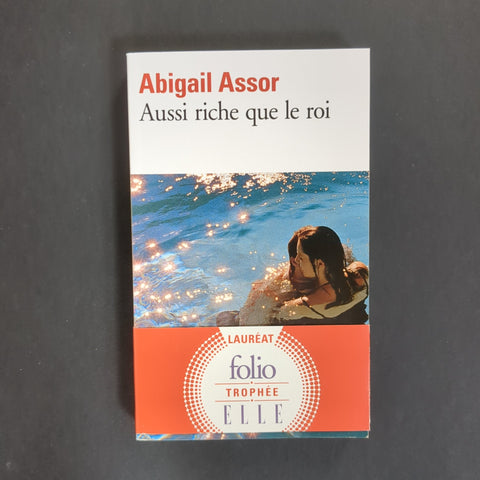 Abigail Assor
Aussi riche que le roi
LAURÉAT
folio
TROPHÉE
ELLE